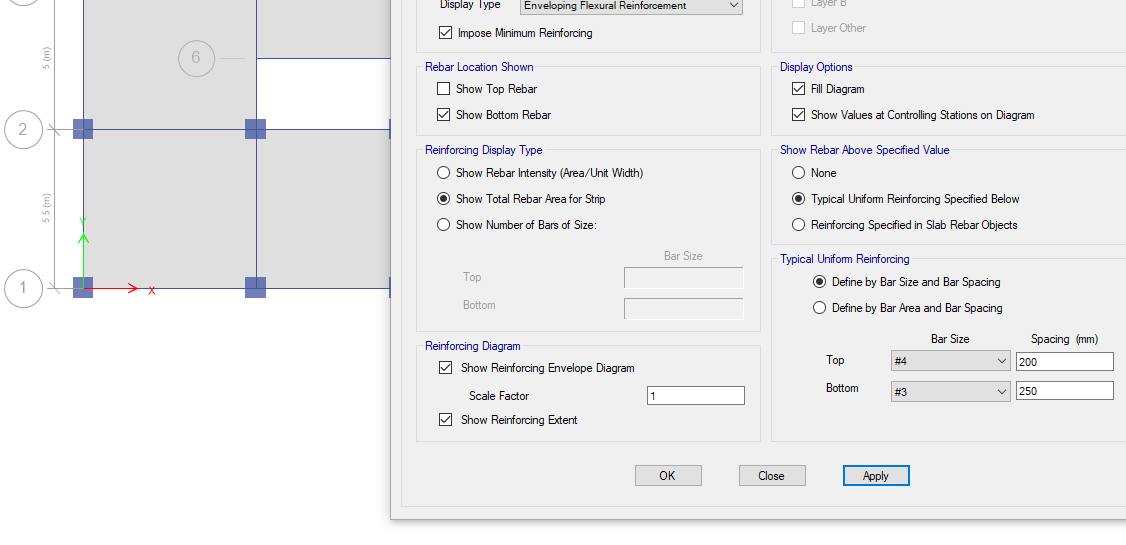 Display Type Enveloping Flexural Reinforcement
Impose Minimum Reinforcing
Layer B
Layer Other
Rebar Location Shown
Show Top Rebar
Show Bottom Rebar
Display Options
Fill Diagram
Show Values at Controlling Stations on Diagram
Reinforcing Display Type
Show Rebar Intensity (Area/Unit Width)
Show Total Rebar Area for Strip
Show Number of Bars of Size:
Bar Size
Top
Bottom
Show Rebar Above Specified Value
None
Typical Uniform Reinforcing Specified Below
Reinforcing Specified in Slab Rebar Objects
Typical Uniform Reinforcing
Define by Bar Size and Bar Spacing
Define by Bar Area and Bar Spacing
Bar Size Spacing (mm)
Top #4 200
Bottom #3 250
Reinforcing Diagram
Show Reinforcing Envelope Diagram
Scale Factor 1
Show Reinforcing Extent
OK Close Apply
5 (m)
6
2
5.5 (m)
Y
1
X